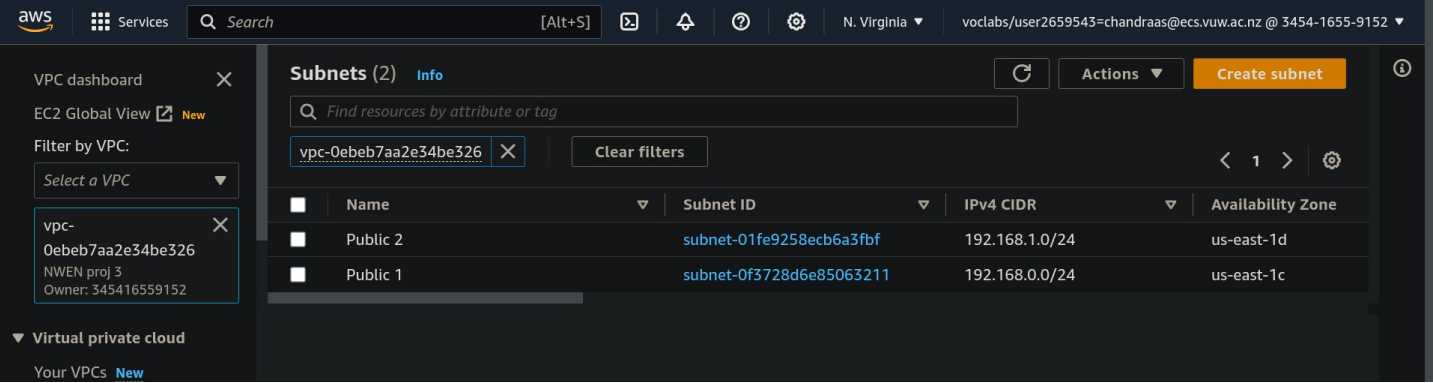 aws Services Search [Alt+S] N. Virginia voclabs/user2659543=chandraas@ecs.vuw.ac.nz @ 3454-1655-9152
VPC dashboard
EC2 Global View New
Filter by VPC:
Select a VPC
vpc-
0ebeb7aa2e34be326
NWEN proj 3
Owner: 345416559152
Virtual private cloud
Your VPCs New
Subnets (2) Info Actions Create subnet
Find resources by attribute or tag
vpc-0ebeb7aa2e34be326 Clear filters
1
Name Subnet ID IPv4 CIDR Availability Zone
Public 2 subnet-01fe9258ecb6a3fbf 192.168.1.0/24 us-east-1d
Public 1 subnet-0f3728d6e85063211 192.168.0.0/24 us-east-1c